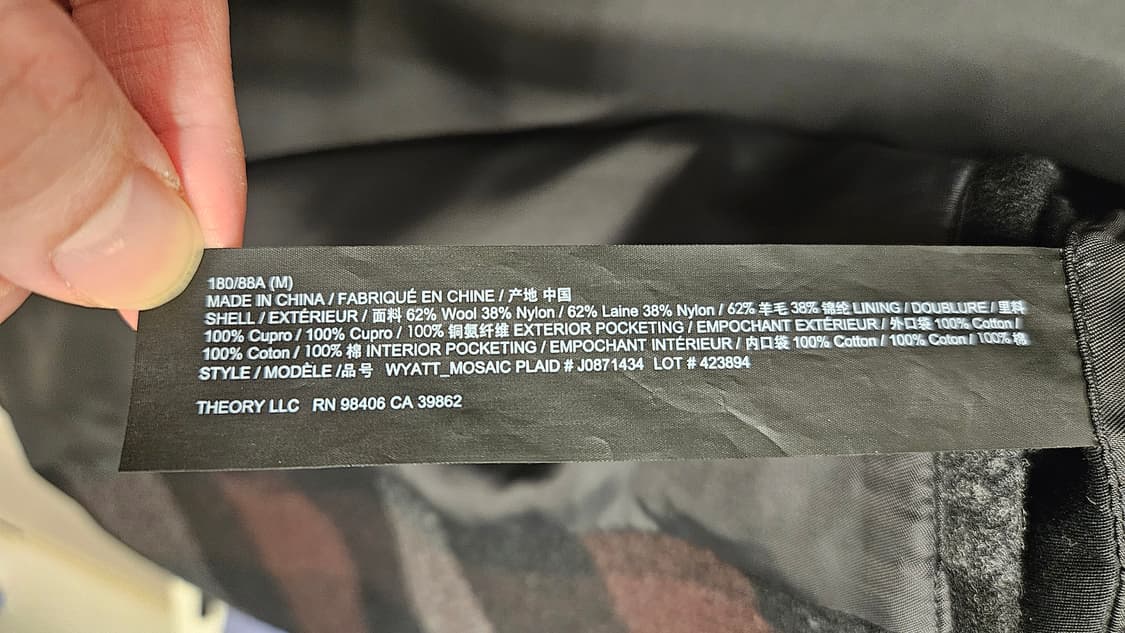 180/88A (M)
MADE IN CHINA / FABRIQUÉ EN CHINE / 产地 中国
SHELL / EXTÉRIEUR / 面料 62% Wool 38% Nylon / 62% Laine 38% Nylon / 62% 羊毛 38% 锦纶 LINING / DOUBLURE / 里料
100% Cupro / 100% Cupro / 100% 铜氨纤维 EXTERIOR POCKETING / EMPOCHANT EXTÉRIEUR / 外口袋 100% Cotton /
100% Coton / 100% 棉 INTERIOR POCKETING / EMPOCHANT INTÉRIEUR / 内口袋 100% Cotton / 100% Coton / 100% 棉
STYLE / MODÈLE /品号 WYATT_MOSAIC PLAID # J0871434 LOT # 423894
THEORY LLC RN 98406 CA 39862